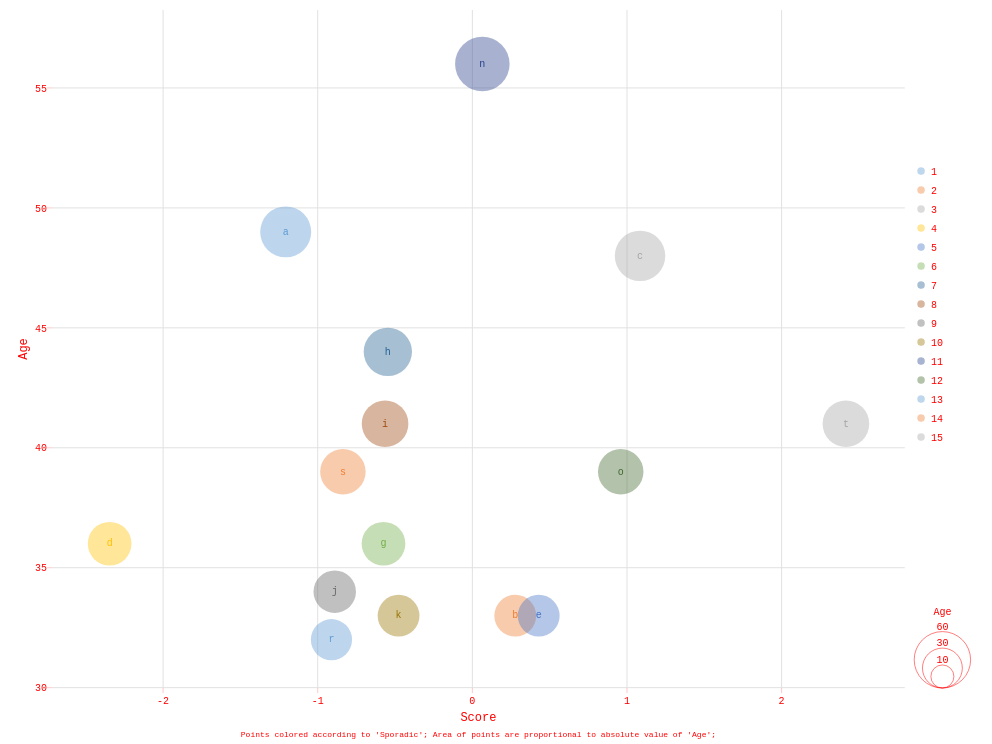 n
55
1
2
50
3
a
4
5
c
6
7
8
45
9
Age
h
10
11
12
13
i
t
14
40
15
s
o
d
g
35
j
Age
k
b
e
60
r
30
10
30
-2
-1
0
1
2
Score
Points colored according to 'Sporadic'; Area of points are proportional to absolute value of 'Age';